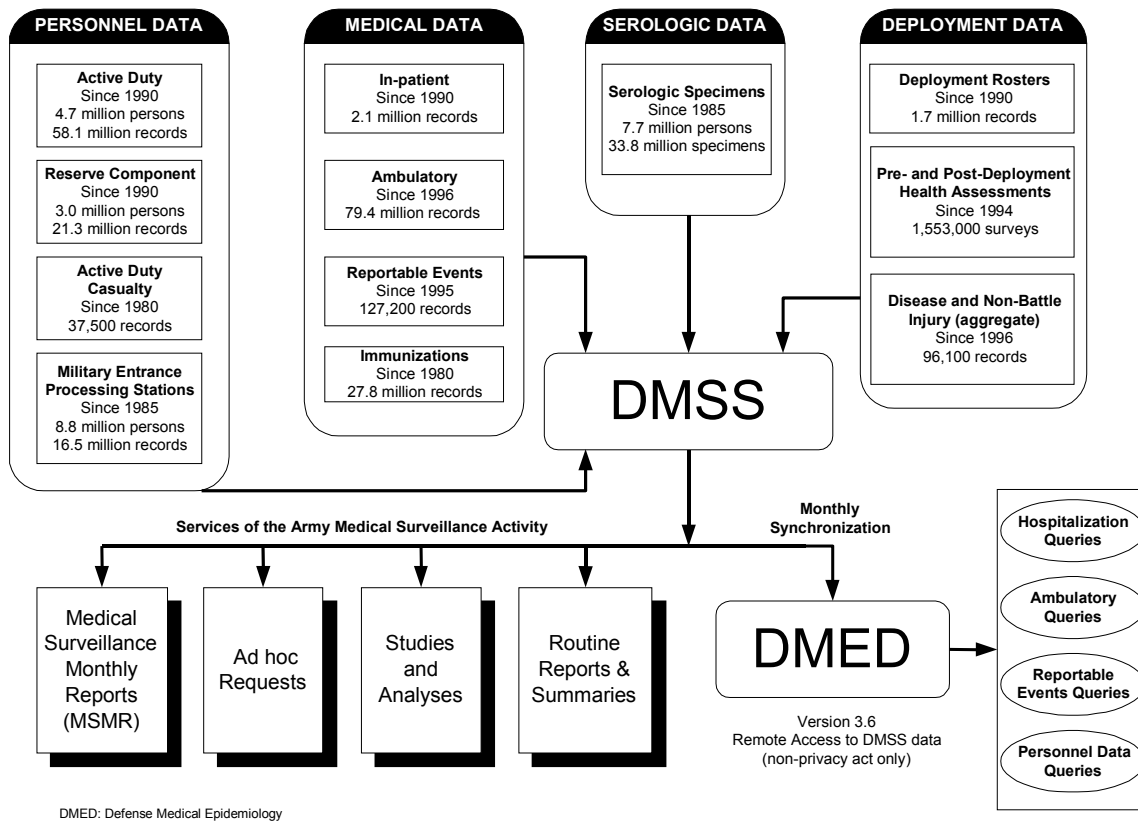 PERSONNEL DATA
Active Duty
Since 1990
4.7 million persons
58.1 million records
Reserve Component
Since 1990
3.0 million persons
21.3 million records
Active Duty
Casualty
Since 1980
37,500 records
Military Entrance
Processing Stations
Since 1985
8.8 million persons
16.5 million records
MEDICAL DATA
In-patient
Since 1990
2.1 million records
Ambulatory
Since 1996
79.4 million records
Reportable Events
Since 1995
127,200 records
Immunizations
Since 1980
27.8 million records
SEROLOGIC DATA
Serologic Specimens
Since 1985
7.7 million persons
33.8 million specimens
DEPLOYMENT DATA
Deployment Rosters
Since 1990
1.7 million records
Pre- and Post-Deployment
Health Assessments
Since 1994
1,553,000 surveys
Disease and Non-Battle
Injury (aggregate)
Since 1996
96,100 records
DMSS
Services of the Army Medical Surveillance Activity
Monthly
Synchronization
Medical
Surveillance
Monthly
Reports
(MSMR)
Ad hoc
Requests
Studies
and
Analyses
Routine
Reports &
Summaries
DMED
Version 3.6
Remote Access to DMSS data
(non-privacy act only)
Hospitalization
Queries
Ambulatory
Queries
Reportable
Events Queries
Personnel Data
Queries
DMED: Defense Medical Epidemiology